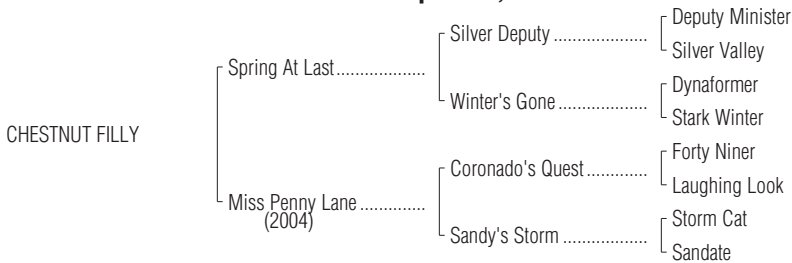 Deputy Minister
Silver Deputy ....................
Silver Valley
Spring At Last...................
Dynaformer
Winter's Gone ...................
Stark Winter
CHESTNUT FILLY
Forty Niner
Coronado's Quest.............
Laughing Look
Miss Penny Lane ..............
(2004)
Storm Cat
Sandy's Storm ..................
Sandate